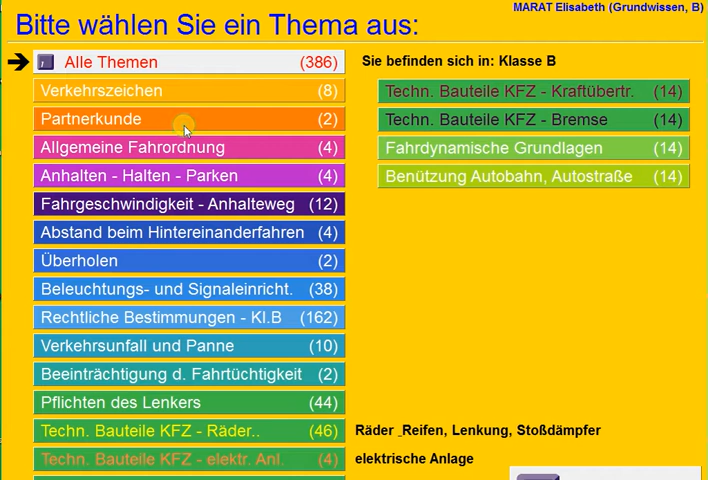 MARAT Elisabeth (Grundwissen, B)
Bitte wählen Sie ein Thema aus:
Alle Themen (386)
Verkehrszeichen (8)
Partnerkunde (2)
Allgemeine Fahrordnung (4)
Anhalten - Halten - Parken (4)
Fahrgeschwindigkeit - Anhalteweg (12)
Abstand beim Hintereinanderfahren (4)
Überholen (2)
Beleuchtungs- und Signaleinricht. (38)
Rechtliche Bestimmungen - Kl.B (162)
Verkehrsunfall und Panne (10)
Beeinträchtigung d. Fahrtüchtigkeit (2)
Pflichten des Lenkers (44)
Techn. Bauteile KFZ - Räder.. (46)
Techn. Bauteile KFZ - elektr. Anl. (4)
Sie befinden sich in: Klasse B
Techn. Bauteile KFZ - Kraftübertr. (14)
Techn. Bauteile KFZ - Bremse (14)
Fahrdynamische Grundlagen (14)
Benützung Autobahn, Autostraße (14)
Räder _Reifen, Lenkung, Stoßdämpfer
elektrische Anlage